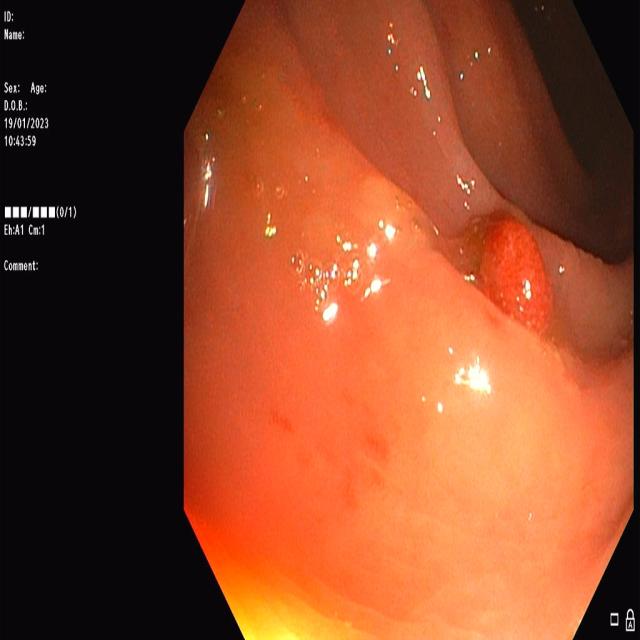 ID:
Name:
Sex: Age:
D.O.B.:
19/01/2023
10:43:59
■■■/■■■(0/1)
Eh:A1 Cm:1
Comment:
A